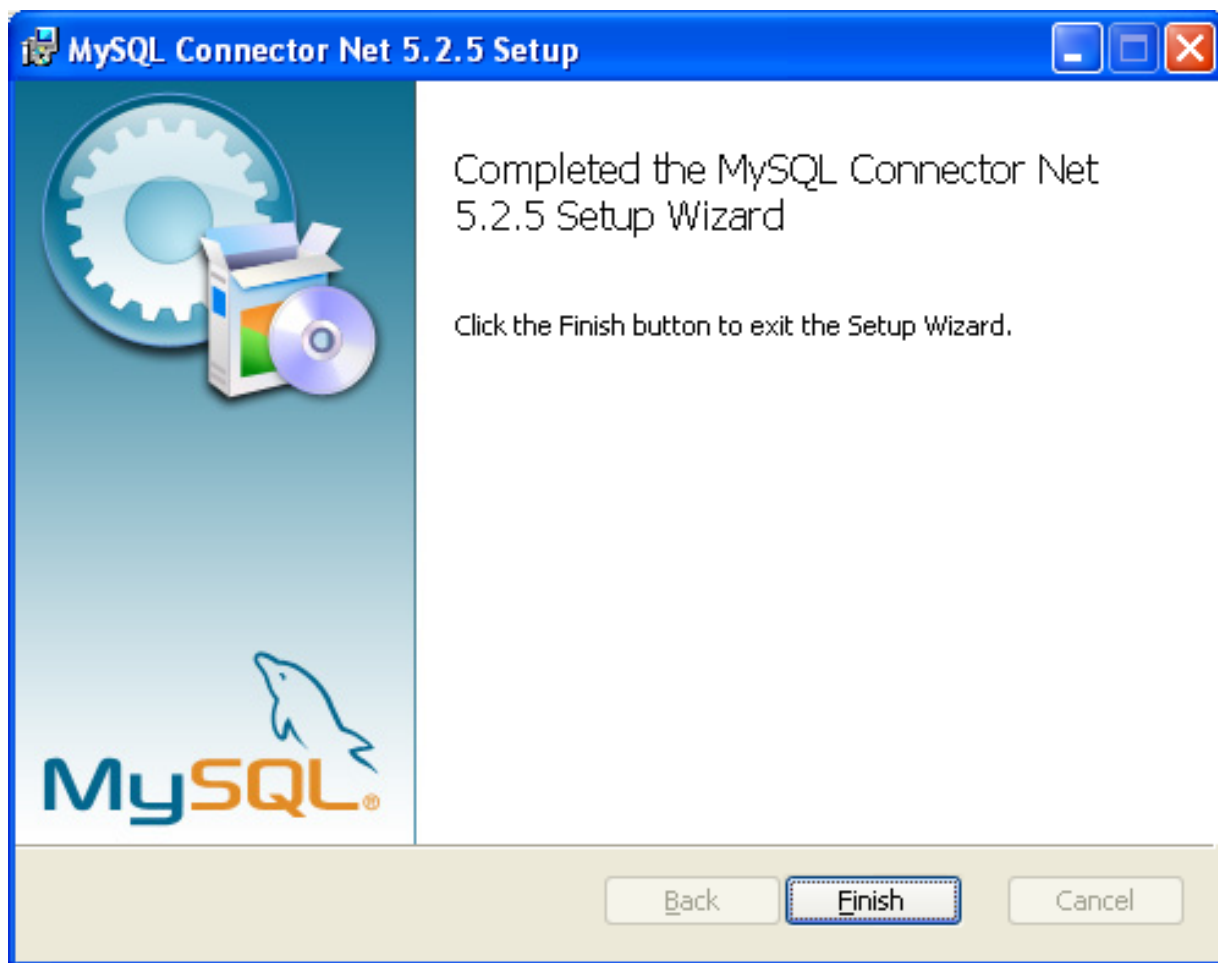 MySQL Connector Net 5.2.5 Setup
Completed the MySQL Connector Net
5.2.5 Setup Wizard
Click the Finish button to exit the Setup Wizard.
MySQL®
Back Finish Cancel